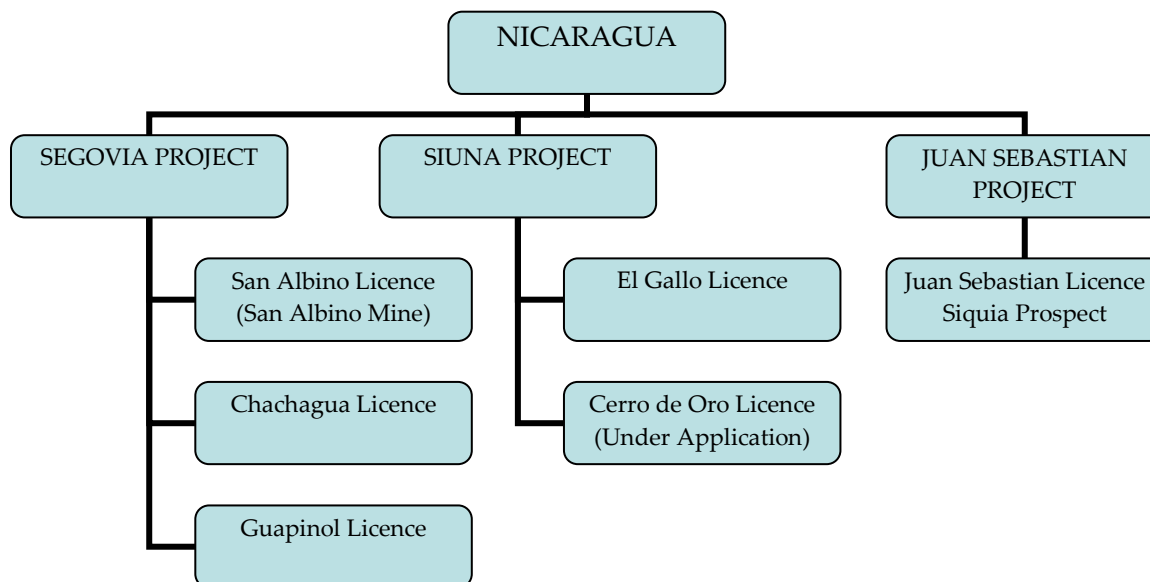 NICARAGUA
SEGOVIA PROJECT
SIUNA PROJECT
JUAN SEBASTIAN
PROJECT
San Albino Licence
(San Albino Mine)
El Gallo Licence
Juan Sebastian Licence
Siquia Prospect
Chachagua Licence
Cerro de Oro Licence
(Under Application)
Guapinol Licence